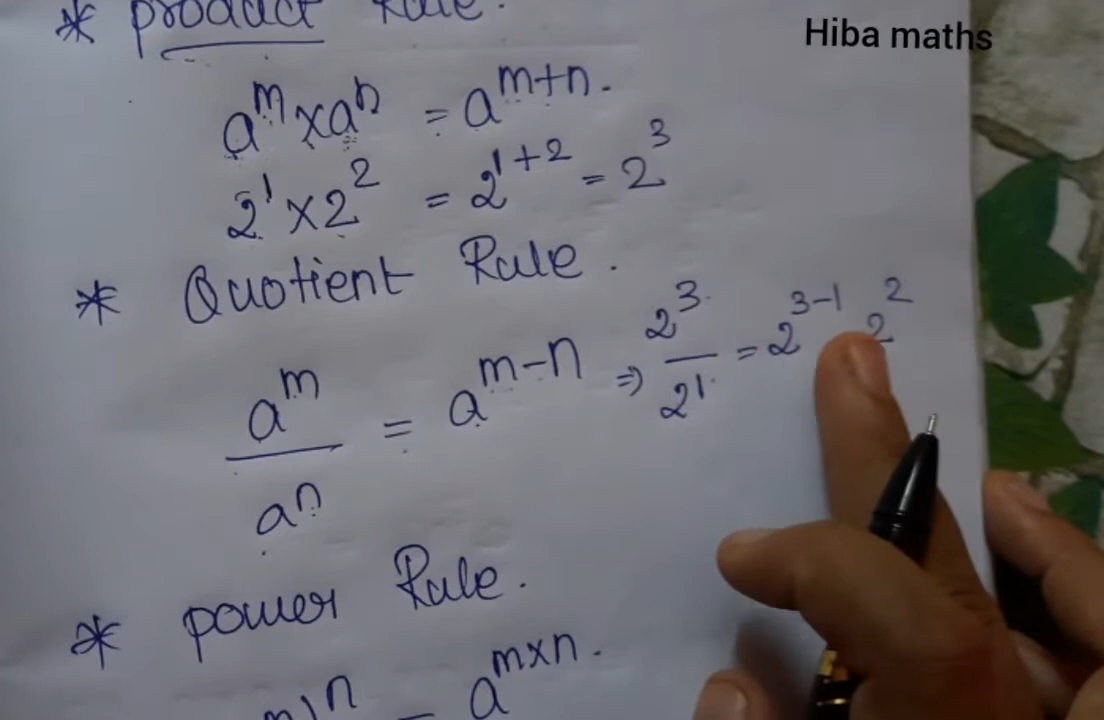 Hiba maths
* product Rule.
a^m × a^n = a^(m+n).
2^1 × 2^2 = 2^(1+2) = 2^3
* Quotient Rule.
a^m / a^n = a^(m-n) ⇒ 2^3 / 2^1 = 2^(3-1) 2^2
* power Rule.
m)^n = a^(m×n).